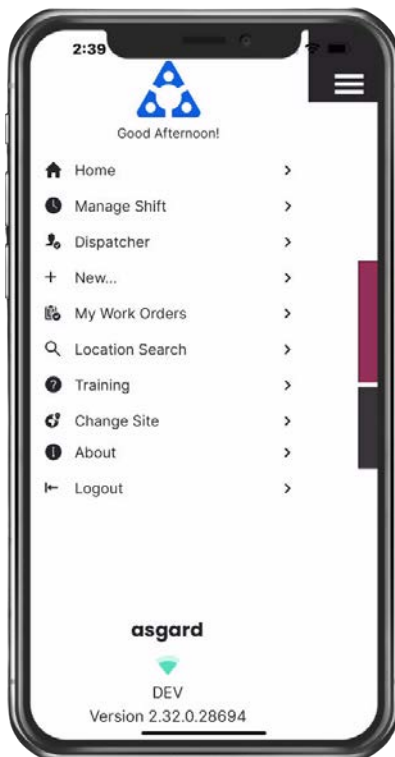 2:39
Good Afternoon!
Home
Manage Shift
Dispatcher
New...
My Work Orders
Location Search
Training
Change Site
About
Logout
asgard
DEV
Version 2.32.0.28694